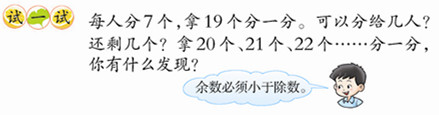 试一试
每人分7个,拿19个分一分。可以分给几人?
还剩几个?拿20个、21个、22个……分一分,
你有什么发现?
余数必须小于除数。